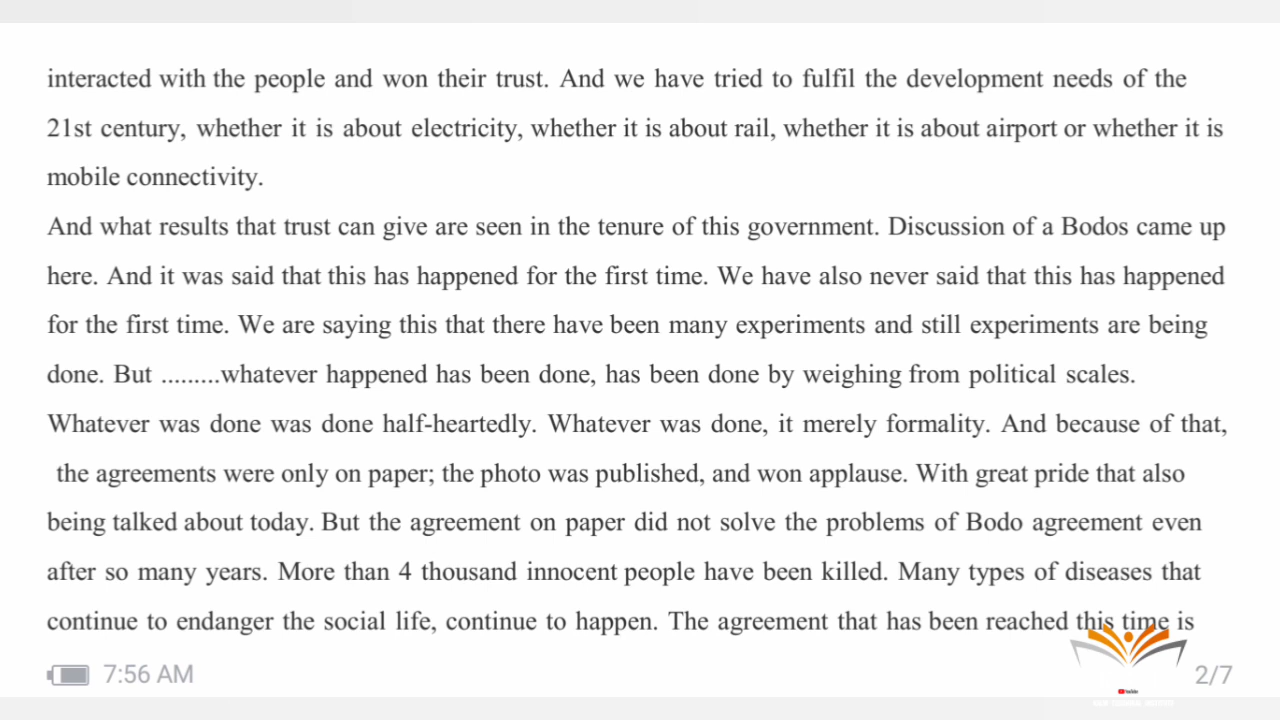 interacted with the people and won their trust. And we have tried to fulfil the development needs of the
21st century, whether it is about electricity, whether it is about rail, whether it is about airport or whether it is
mobile connectivity.
And what results that trust can give are seen in the tenure of this government. Discussion of a Bodos came up
here. And it was said that this has happened for the first time. We have also never said that this has happened
for the first time. We are saying this that there have been many experiments and still experiments are being
done. But .........whatever happened has been done, has been done by weighing from political scales.
Whatever was done was done half-heartedly. Whatever was done, it merely formality. And because of that,
the agreements were only on paper; the photo was published, and won applause. With great pride that also
being talked about today. But the agreement on paper did not solve the problems of Bodo agreement even
after so many years. More than 4 thousand innocent people have been killed. Many types of diseases that
continue to endanger the social life, continue to happen. The agreement that has been reached this time is
7:56 AM
2/7